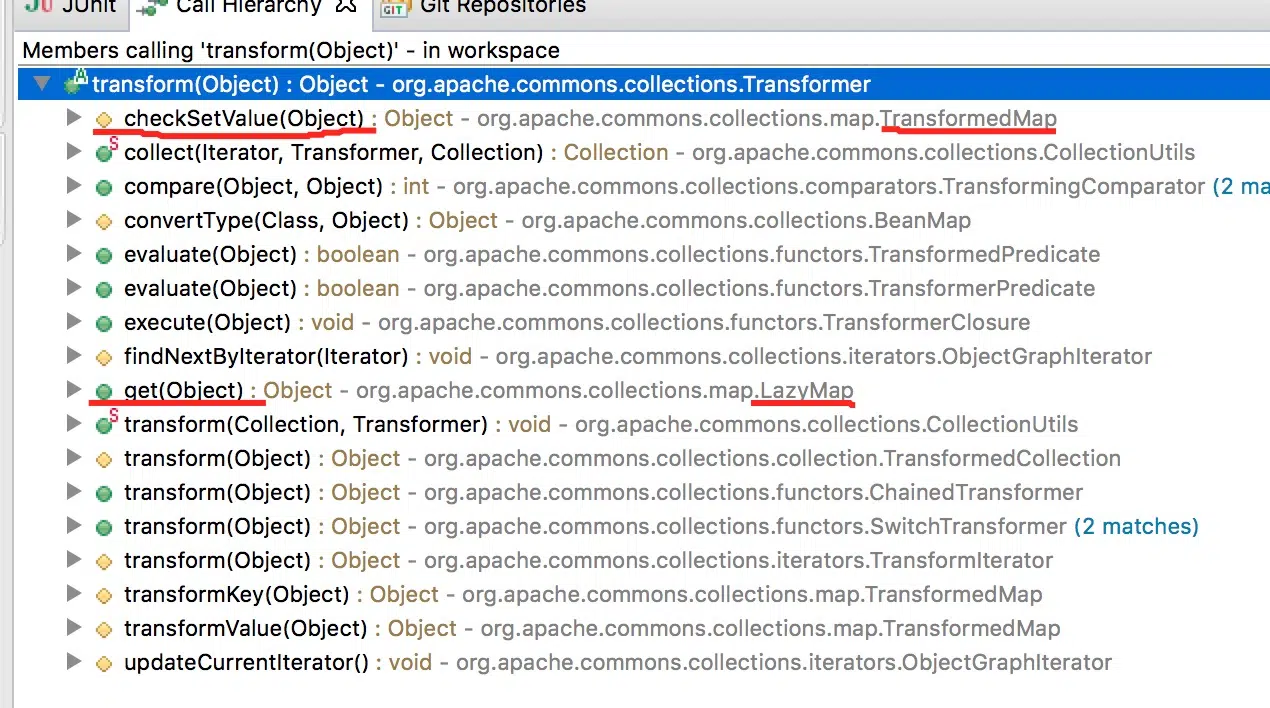 JUnit Call Hierarchy GIT Git Repositories
Members calling 'transform(Object)' - in workspace
A transform(Object) : Object - org.apache.commons.collections.Transformer
checkSetValue(Object) : Object - org.apache.commons.collections.map.TransformedMap
S collect(Iterator, Transformer, Collection) : Collection - org.apache.commons.collections.CollectionUtils
compare(Object, Object) : int - org.apache.commons.collections.comparators.TransformingComparator (2 ma
convertType(Class, Object) : Object - org.apache.commons.collections.BeanMap
evaluate(Object) : boolean - org.apache.commons.collections.functors.TransformedPredicate
evaluate(Object) : boolean - org.apache.commons.collections.functors.TransformerPredicate
execute(Object) : void - org.apache.commons.collections.functors.TransformerClosure
findNextByIterator(Iterator) : void - org.apache.commons.collections.iterators.ObjectGraphIterator
get(Object) : Object - org.apache.commons.collections.map.LazyMap
S transform(Collection, Transformer) : void - org.apache.commons.collections.CollectionUtils
transform(Object) : Object - org.apache.commons.collections.collection.TransformedCollection
transform(Object) : Object - org.apache.commons.collections.functors.ChainedTransformer
transform(Object) : Object - org.apache.commons.collections.functors.SwitchTransformer (2 matches)
transform(Object) : Object - org.apache.commons.collections.iterators.TransformIterator
transformKey(Object) : Object - org.apache.commons.collections.map.TransformedMap
transformValue(Object) : Object - org.apache.commons.collections.map.TransformedMap
updateCurrentIterator() : void - org.apache.commons.collections.iterators.ObjectGraphIterator